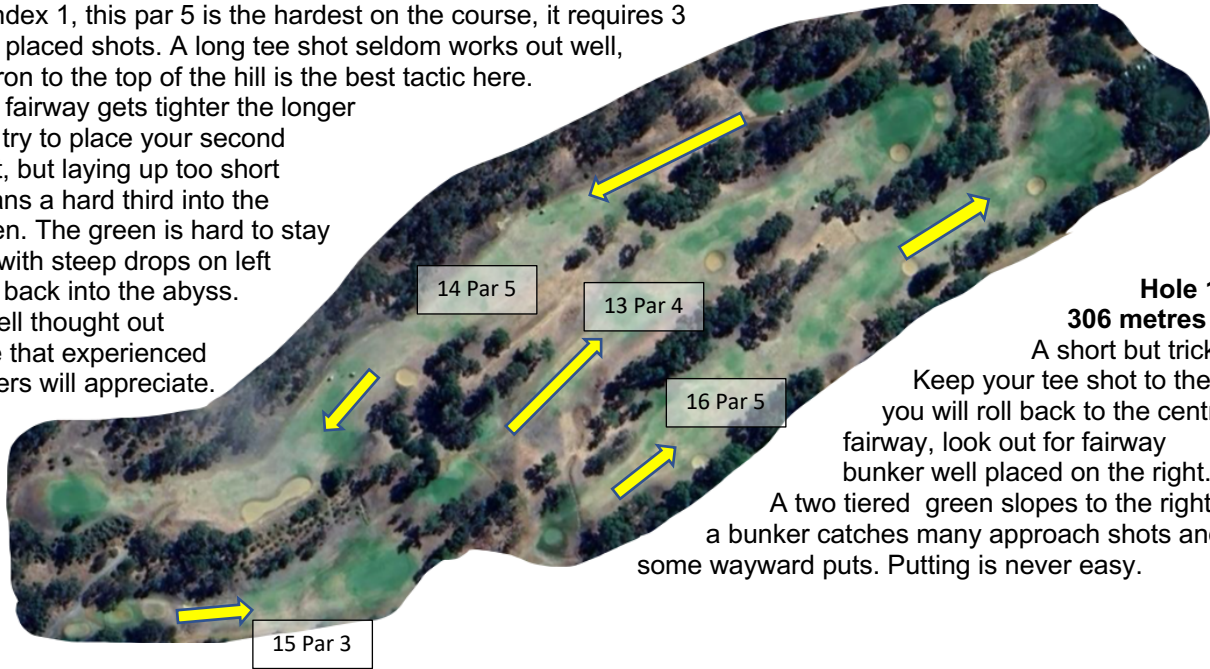 ndex 1, this par 5 is the hardest on the course, it requires 3
placed shots. A long tee shot seldom works out well,
ron to the top of the hill is the best tactic here.
fairway gets tighter the longer
try to place your second
t, but laying up too short
ans a hard third into the
en. The green is hard to stay
with steep drops on left
back into the abyss.
ell thought out
e that experienced
ers will appreciate.
14 Par 5
13 Par 4
16 Par 5
15 Par 3
Hole 1
306 metres
A short but trick
Keep your tee shot to the
you will roll back to the centr
fairway, look out for fairway
bunker well placed on the right.
A two tiered green slopes to the right
a bunker catches many approach shots and
some wayward puts. Putting is never easy.